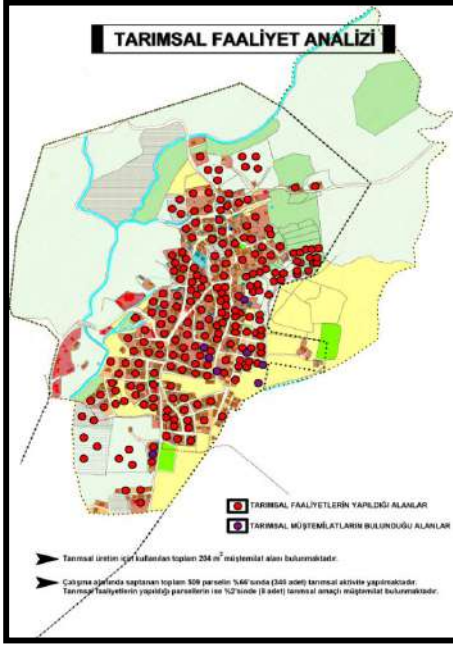 TARIMSAL FAALİYET ANALİZİ
TARIMSAL FAALİYETLERİN YAPILDIĞI ALANLAR
TARIMSAL MÜŞTEMİLATLARIN BULUNDUĞU ALANLAR
Tarımsal üretim için kullanılan toplam 204 m² müştemilat alanı bulunmaktadır.
Çalışma alanında saptanan toplam 509 parselin %66'sında (346 adet) tarımsal aktivite yapılmaktadır.
Tarımsal faaliyetlerin yapıldığı parsellerin ise %2'sinde (8 adet) tarımsal amaçlı müştemilat bulunmaktadır.